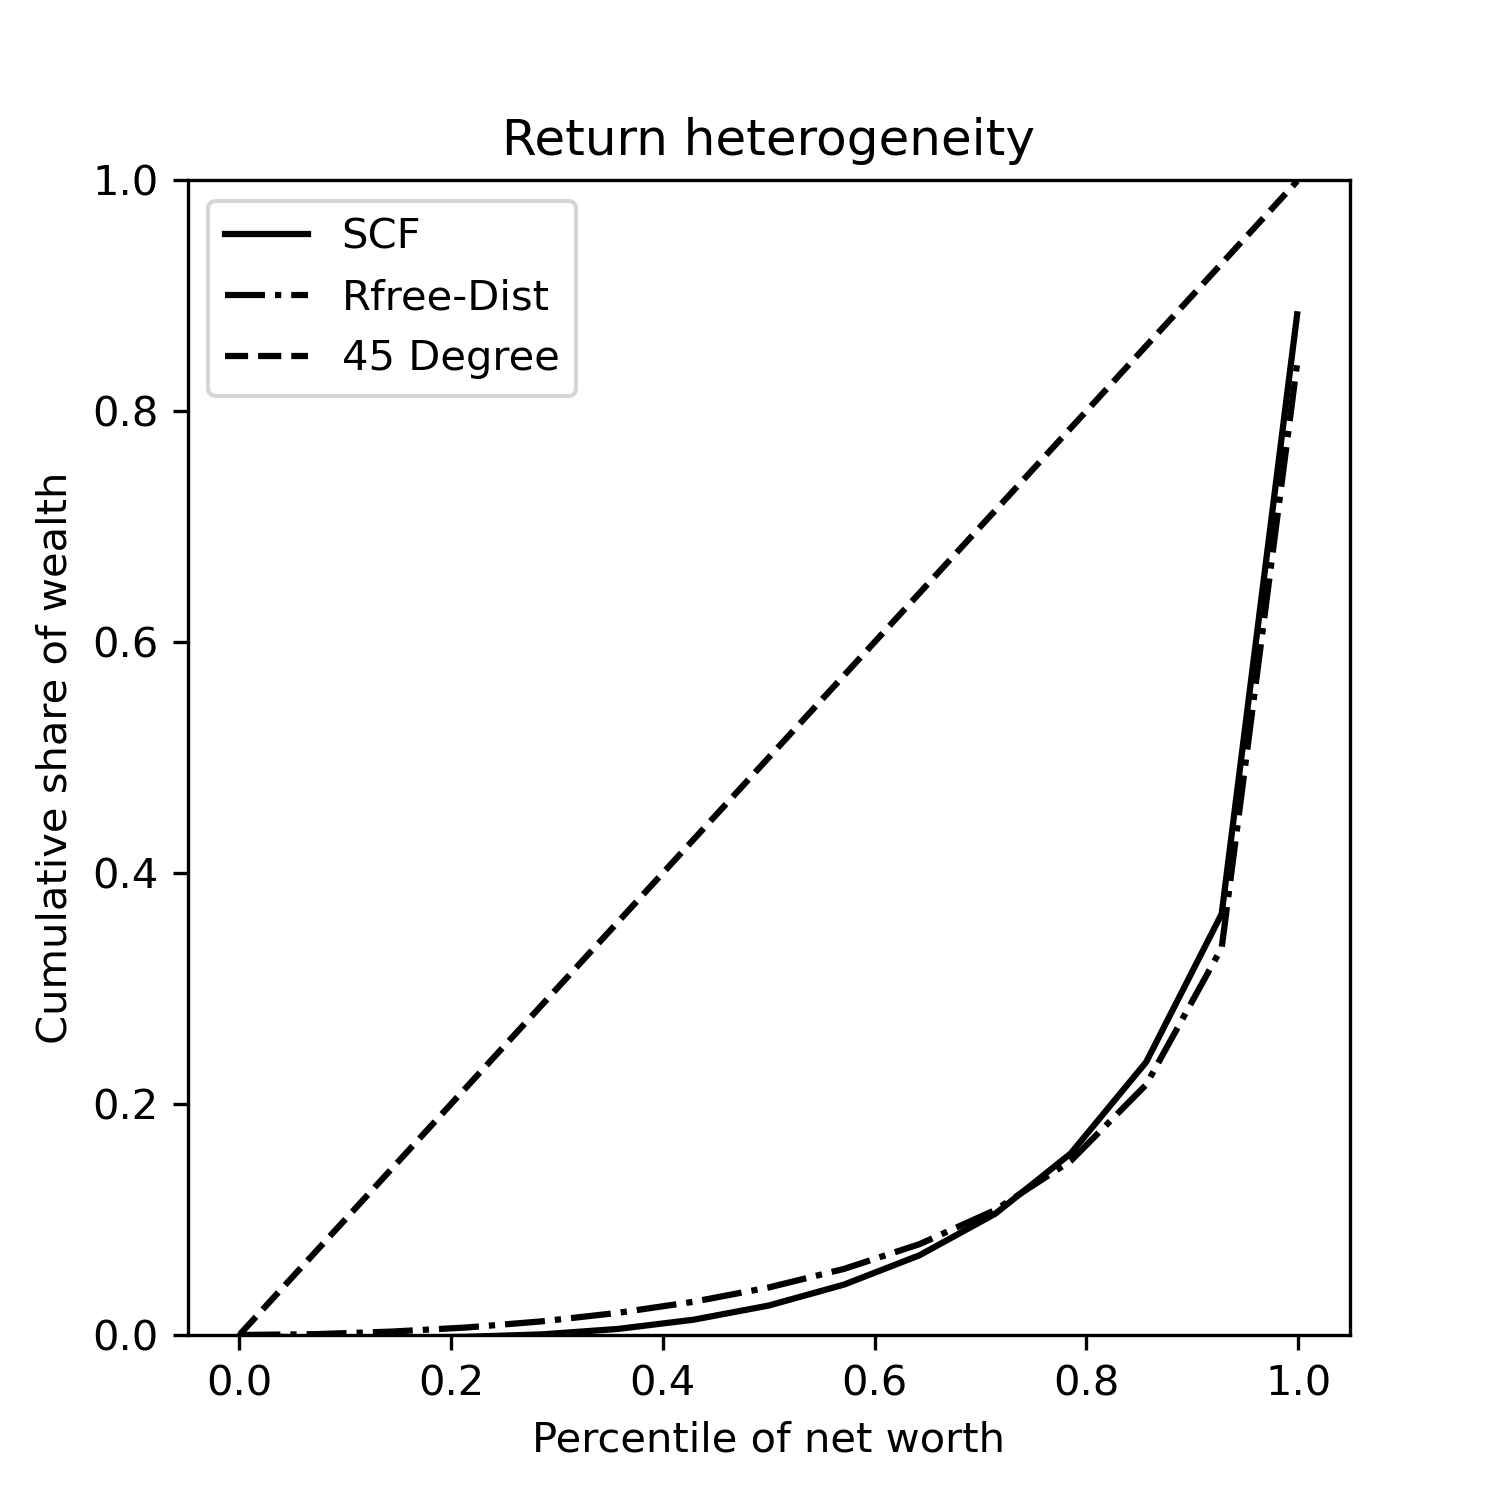 Return heterogeneity
1.0
0.8
0.6
0.4
0.2
0.0
Cumulative share of wealth
SCF
Rfree-Dist
45 Degree
0.0 0.2 0.4 0.6 0.8 1.0
Percentile of net worth